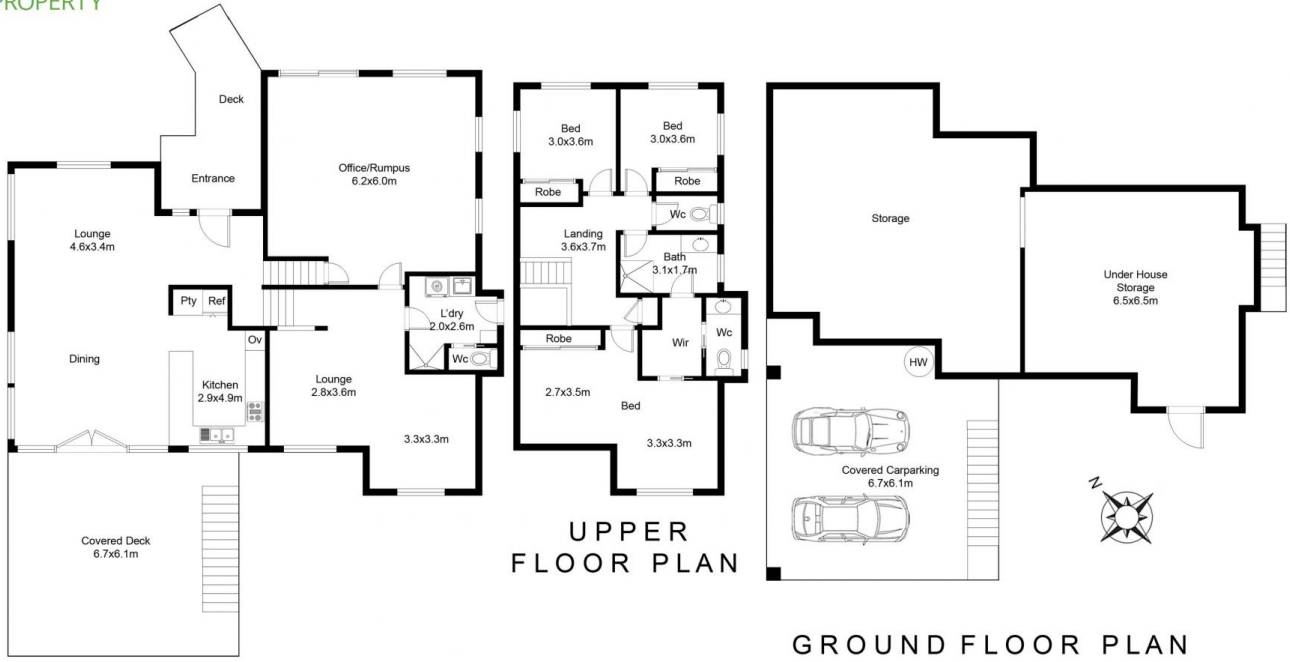 PROPERTY
Deck
Entrance
Office/Rumpus
6.2x6.0m
Lounge
4.6x3.4m
Pty
Ref
Ov
L'dry
2.0x2.6m
Wc
Dining
Kitchen
2.9x4.9m
Lounge
2.8x3.6m
3.3x3.3m
Covered Deck
6.7x6.1m
Bed
3.0x3.6m
Bed
3.0x3.6m
Robe
Robe
Wc
Landing
3.6x3.7m
Bath
3.1x1.7m
Robe
Wir
Wc
2.7x3.5m
Bed
3.3x3.3m
UPPER
FLOOR PLAN
Storage
Under House
Storage
6.5x6.5m
HW
Covered Carparking
6.7x6.1m
N
GROUND FLOOR PLAN